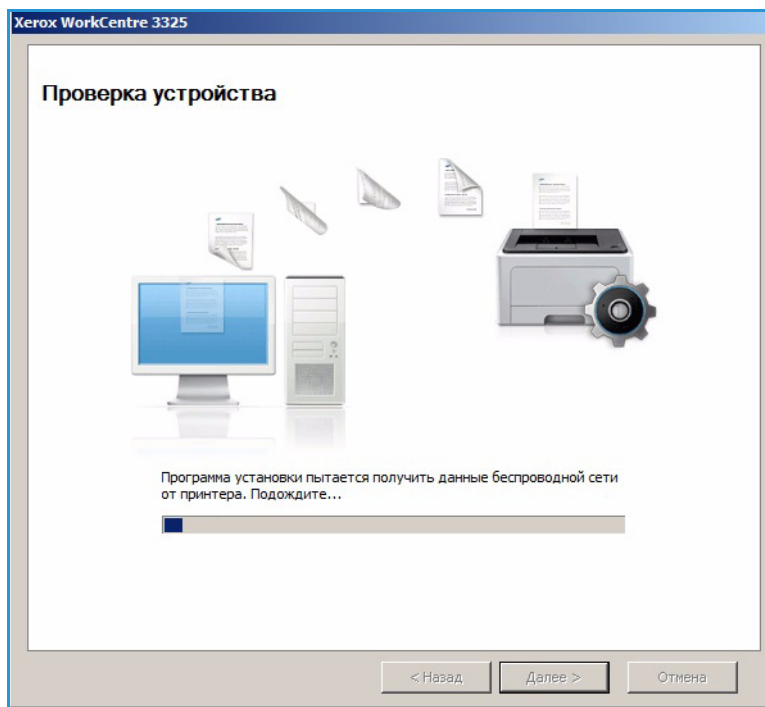 Xerox WorkCentre 3325
Проверка устройства
Программа установки пытается получить данные беспроводной сети
от принтера. Подождите...
< Назад
Далее >
Отмена